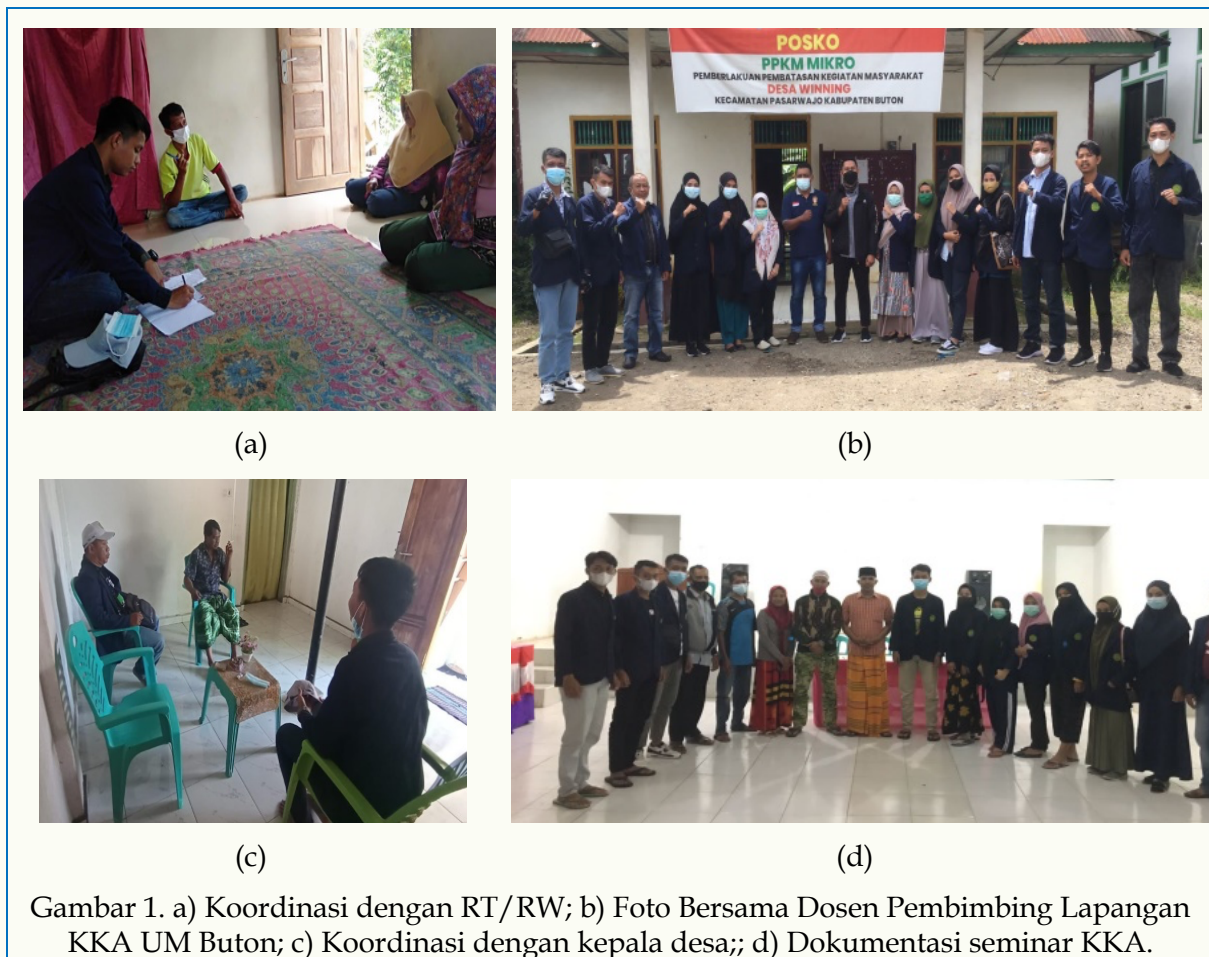 POSKO
PPKM MIKRO
PEMBERLAKUAN PEMBATASAN KEGIATAN MASYARAKAT
DESA WINNING
KECAMATAN PASARWAJO KABUPATEN BUTON
(a)
(b)
(c)
(d)
Gambar 1. a) Koordinasi dengan RT/RW; b) Foto Bersama Dosen Pembimbing Lapangan
KKA UM Buton; c) Koordinasi dengan kepala desa;; d) Dokumentasi seminar KKA.